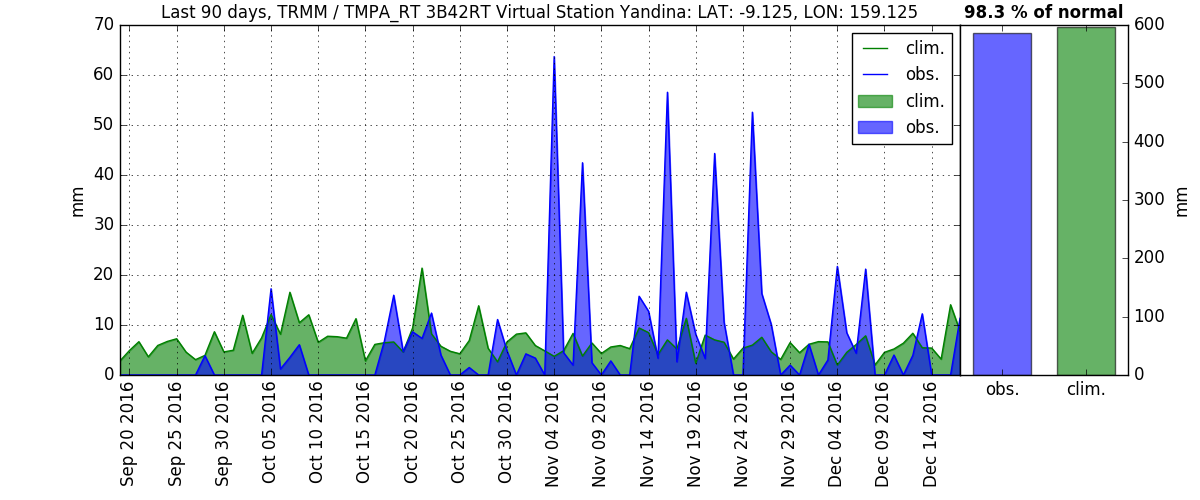 Last 90 days, TRMM / TMPA_RT 3B42RT Virtual Station Yandina: LAT: -9.125, LON: 159.125
98.3 % of normal
70
60
50
40
30
20
10
0
mm
clim.
obs.
clim.
obs.
600
500
400
300
200
100
0
mm
obs.
clim.
Sep 20 2016
Sep 25 2016
Sep 30 2016
Oct 05 2016
Oct 10 2016
Oct 15 2016
Oct 20 2016
Oct 25 2016
Oct 30 2016
Nov 04 2016
Nov 09 2016
Nov 14 2016
Nov 19 2016
Nov 24 2016
Nov 29 2016
Dec 04 2016
Dec 09 2016
Dec 14 2016